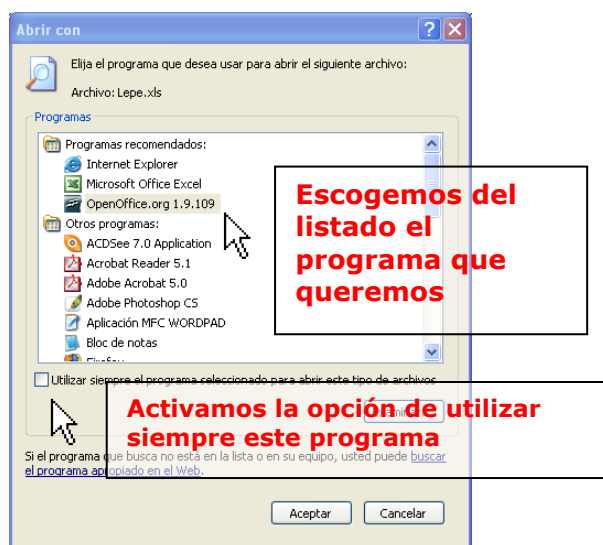 Abrir con
Elija el programa que desea usar para abrir el siguiente archivo:
Archivo: Lepe.xls
Programas
Programas recomendados:
Internet Explorer
Microsoft Office Excel
OpenOffice.org 1.9.109
Otros programas:
ACDSee 7.0 Application
Acrobat Reader 5.1
Adobe Acrobat 5.0
Adobe Photoshop CS
Aplicación MFC WORDPAD
Bloc de notas
Escogemos del
listado el
programa que
queremos
Utilizar siempre el programa seleccionado para abrir este tipo de archivos
Activamos la opción de utilizar
siempre este programa
Si el programa que busca no está en la lista o en su equipo, usted puede buscar
el programa apropiado en el Web.
Aceptar
Cancelar